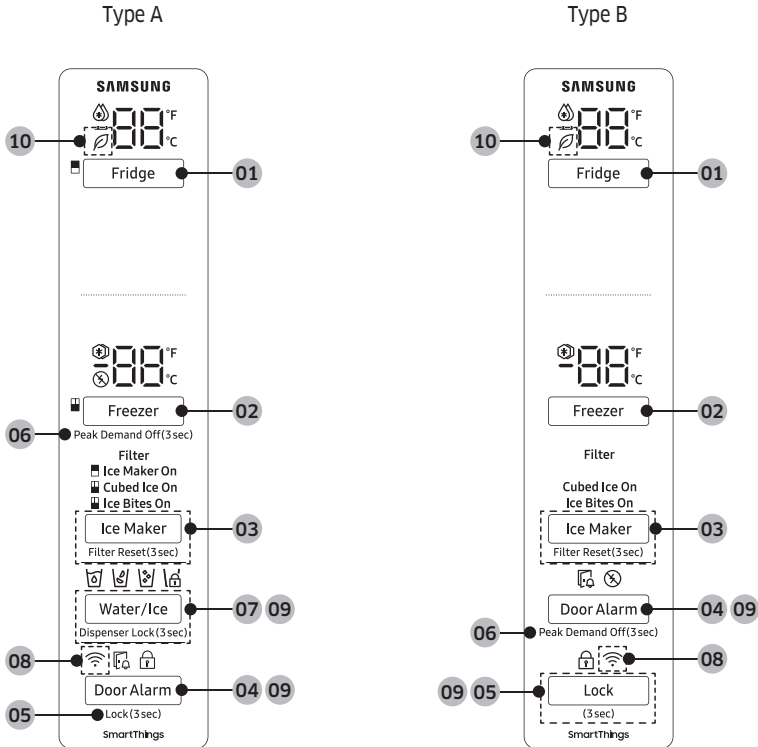 Type A
SAMSUNG
88 °F
°C
10
Fridge
01
-88 °F
°C
Freezer
02
06
Peak Demand Off(3sec)
Filter
Ice Maker On
Cubed Ice On
Ice Bites On
Ice Maker
03
Filter Reset(3sec)
Water/Ice
07 09
Dispenser Lock(3sec)
08
Door Alarm
04 09
05
Lock(3sec)
SmartThings
Type B
SAMSUNG
88 °F
°C
10
Fridge
01
-88 °F
°C
Freezer
02
Filter
Cubed Ice On
Ice Bites On
Ice Maker
03
Filter Reset(3sec)
Door Alarm
04 09
06
Peak Demand Off(3sec)
08
09 05
Lock
(3sec)
SmartThings